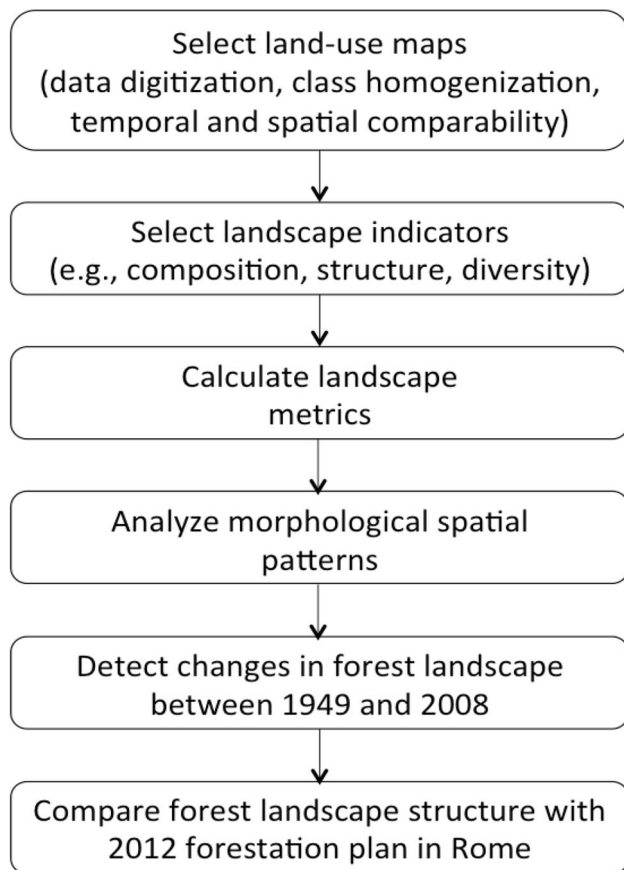 Select land-use maps
(data digitization, class homogenization,
temporal and spatial comparability)
Select landscape indicators
(e.g., composition, structure, diversity)
Calculate landscape
metrics
Analyze morphological spatial
patterns
Detect changes in forest landscape
between 1949 and 2008
Compare forest landscape structure with
2012 forestation plan in Rome